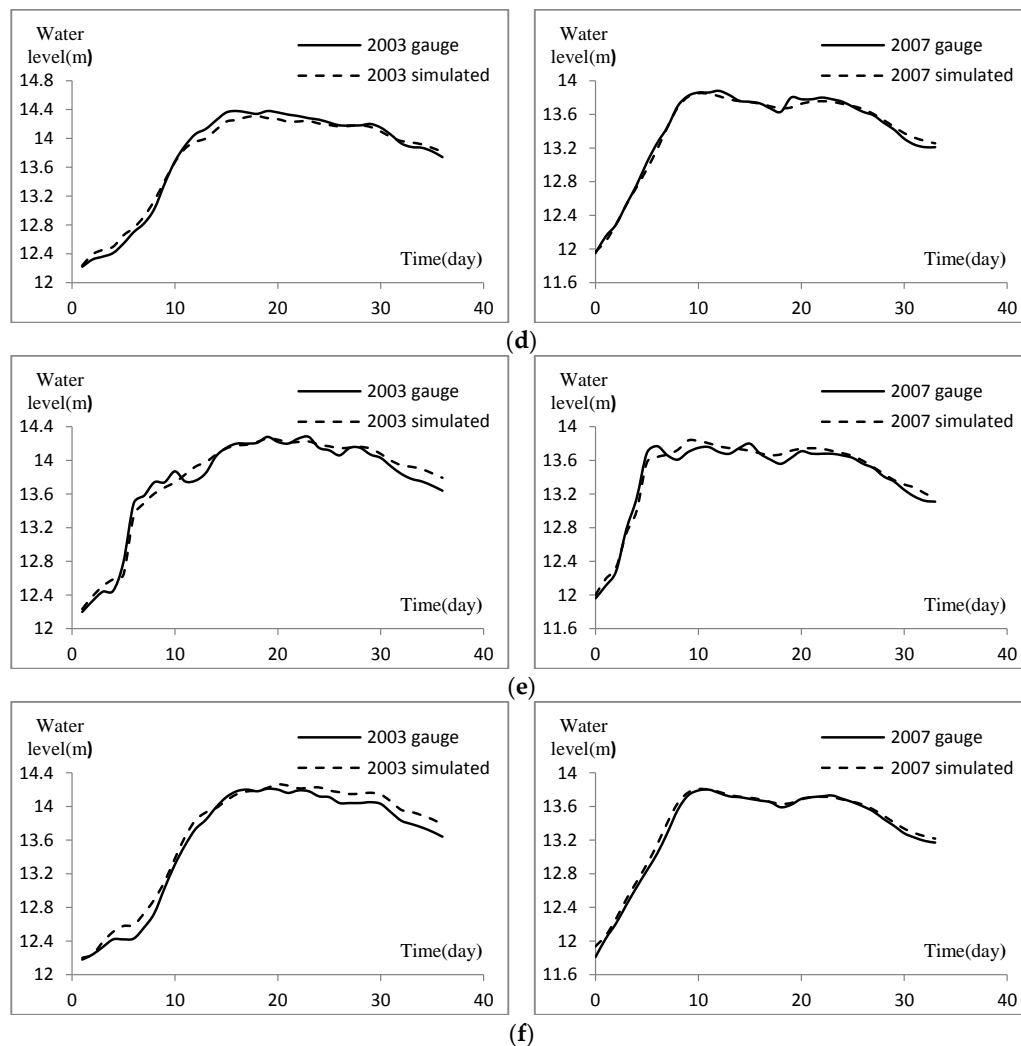 Water
level(m)
2003 gauge
2003 simulated
14.8
14.4
14
13.6
13.2
12.8
12.4
12
Time(day)
0 10 20 30 40
Water
level(m)
2007 gauge
2007 simulated
14
13.6
13.2
12.8
12.4
12
11.6
Time(day)
0 10 20 30 40
(d)
Water
level(m)
2003 gauge
2003 simulated
14.4
14
13.6
13.2
12.8
12.4
12
Time(day)
0 10 20 30 40
Water
level(m)
2007 gauge
2007 simulated
14
13.6
13.2
12.8
12.4
12
11.6
Time(day)
0 10 20 30 40
(e)
Water
level(m)
2003 gauge
2003 simulated
14.4
14
13.6
13.2
12.8
12.4
12
Time(day)
0 10 20 30 40
Water
level(m)
2007 gauge
2007 simulated
14
13.6
13.2
12.8
12.4
12
11.6
Time(day)
0 10 20 30 40
(f)